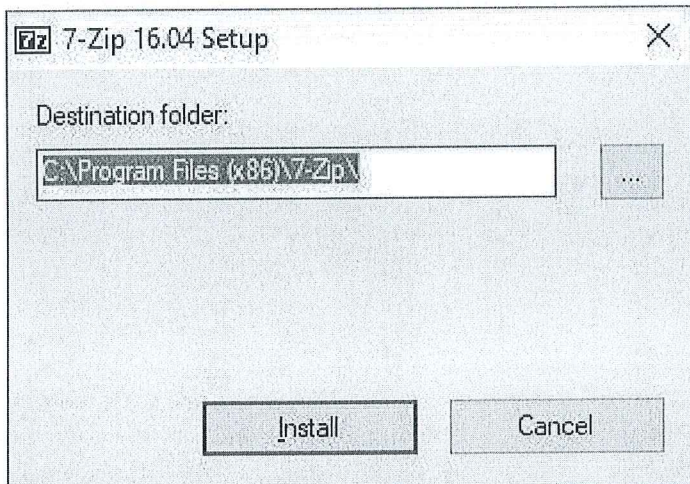 7z 7-Zip 16.04 Setup
Destination folder:
C:\Program Files (x86)\7-Zip\
...
Install
Cancel